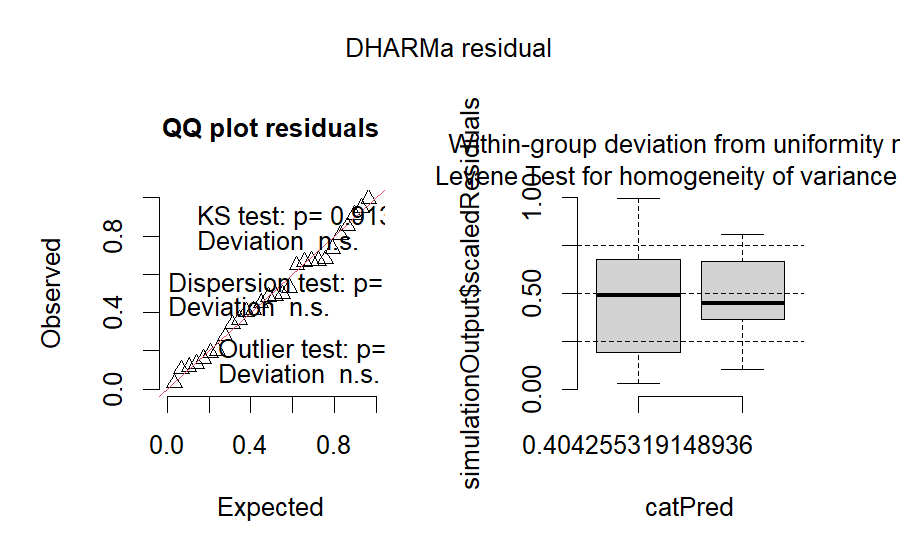 DHARMa residual
QQ plot residuals
KS test: p= 0.913
Deviation n.s.
Dispersion test: p=
Deviation n.s.
Outlier test: p=
Deviation n.s.
Observed
0.0 0.4 0.8
0.0 0.4 0.8
Expected
Within-group deviation from uniformity n
Levene Test for homogeneity of variance
simulationOutput$scaledResiduals
0.00 0.50 1.00
0.404255319148936
catPred